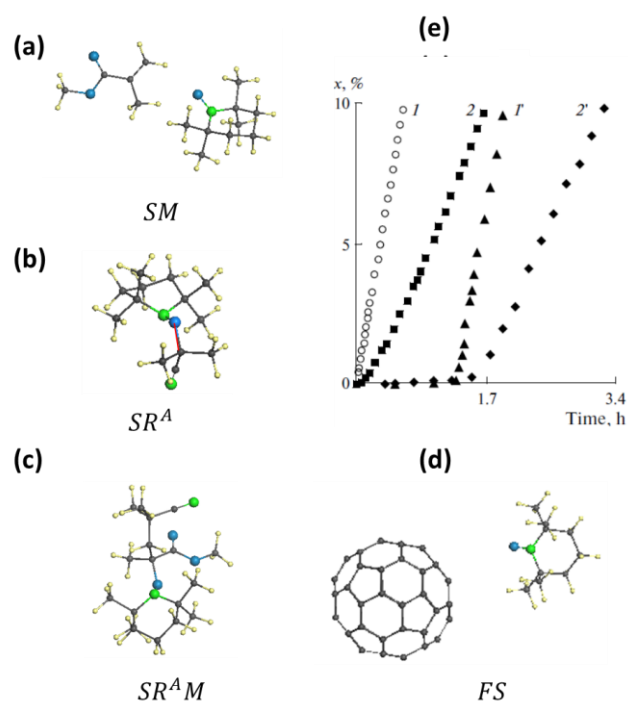 (a)
SM
(b)
SR^A
(c)
SR^A M
(e)
x, %
10
5
0
1 2 1' 2'
1.7 3.4
Time, h
(d)
FS